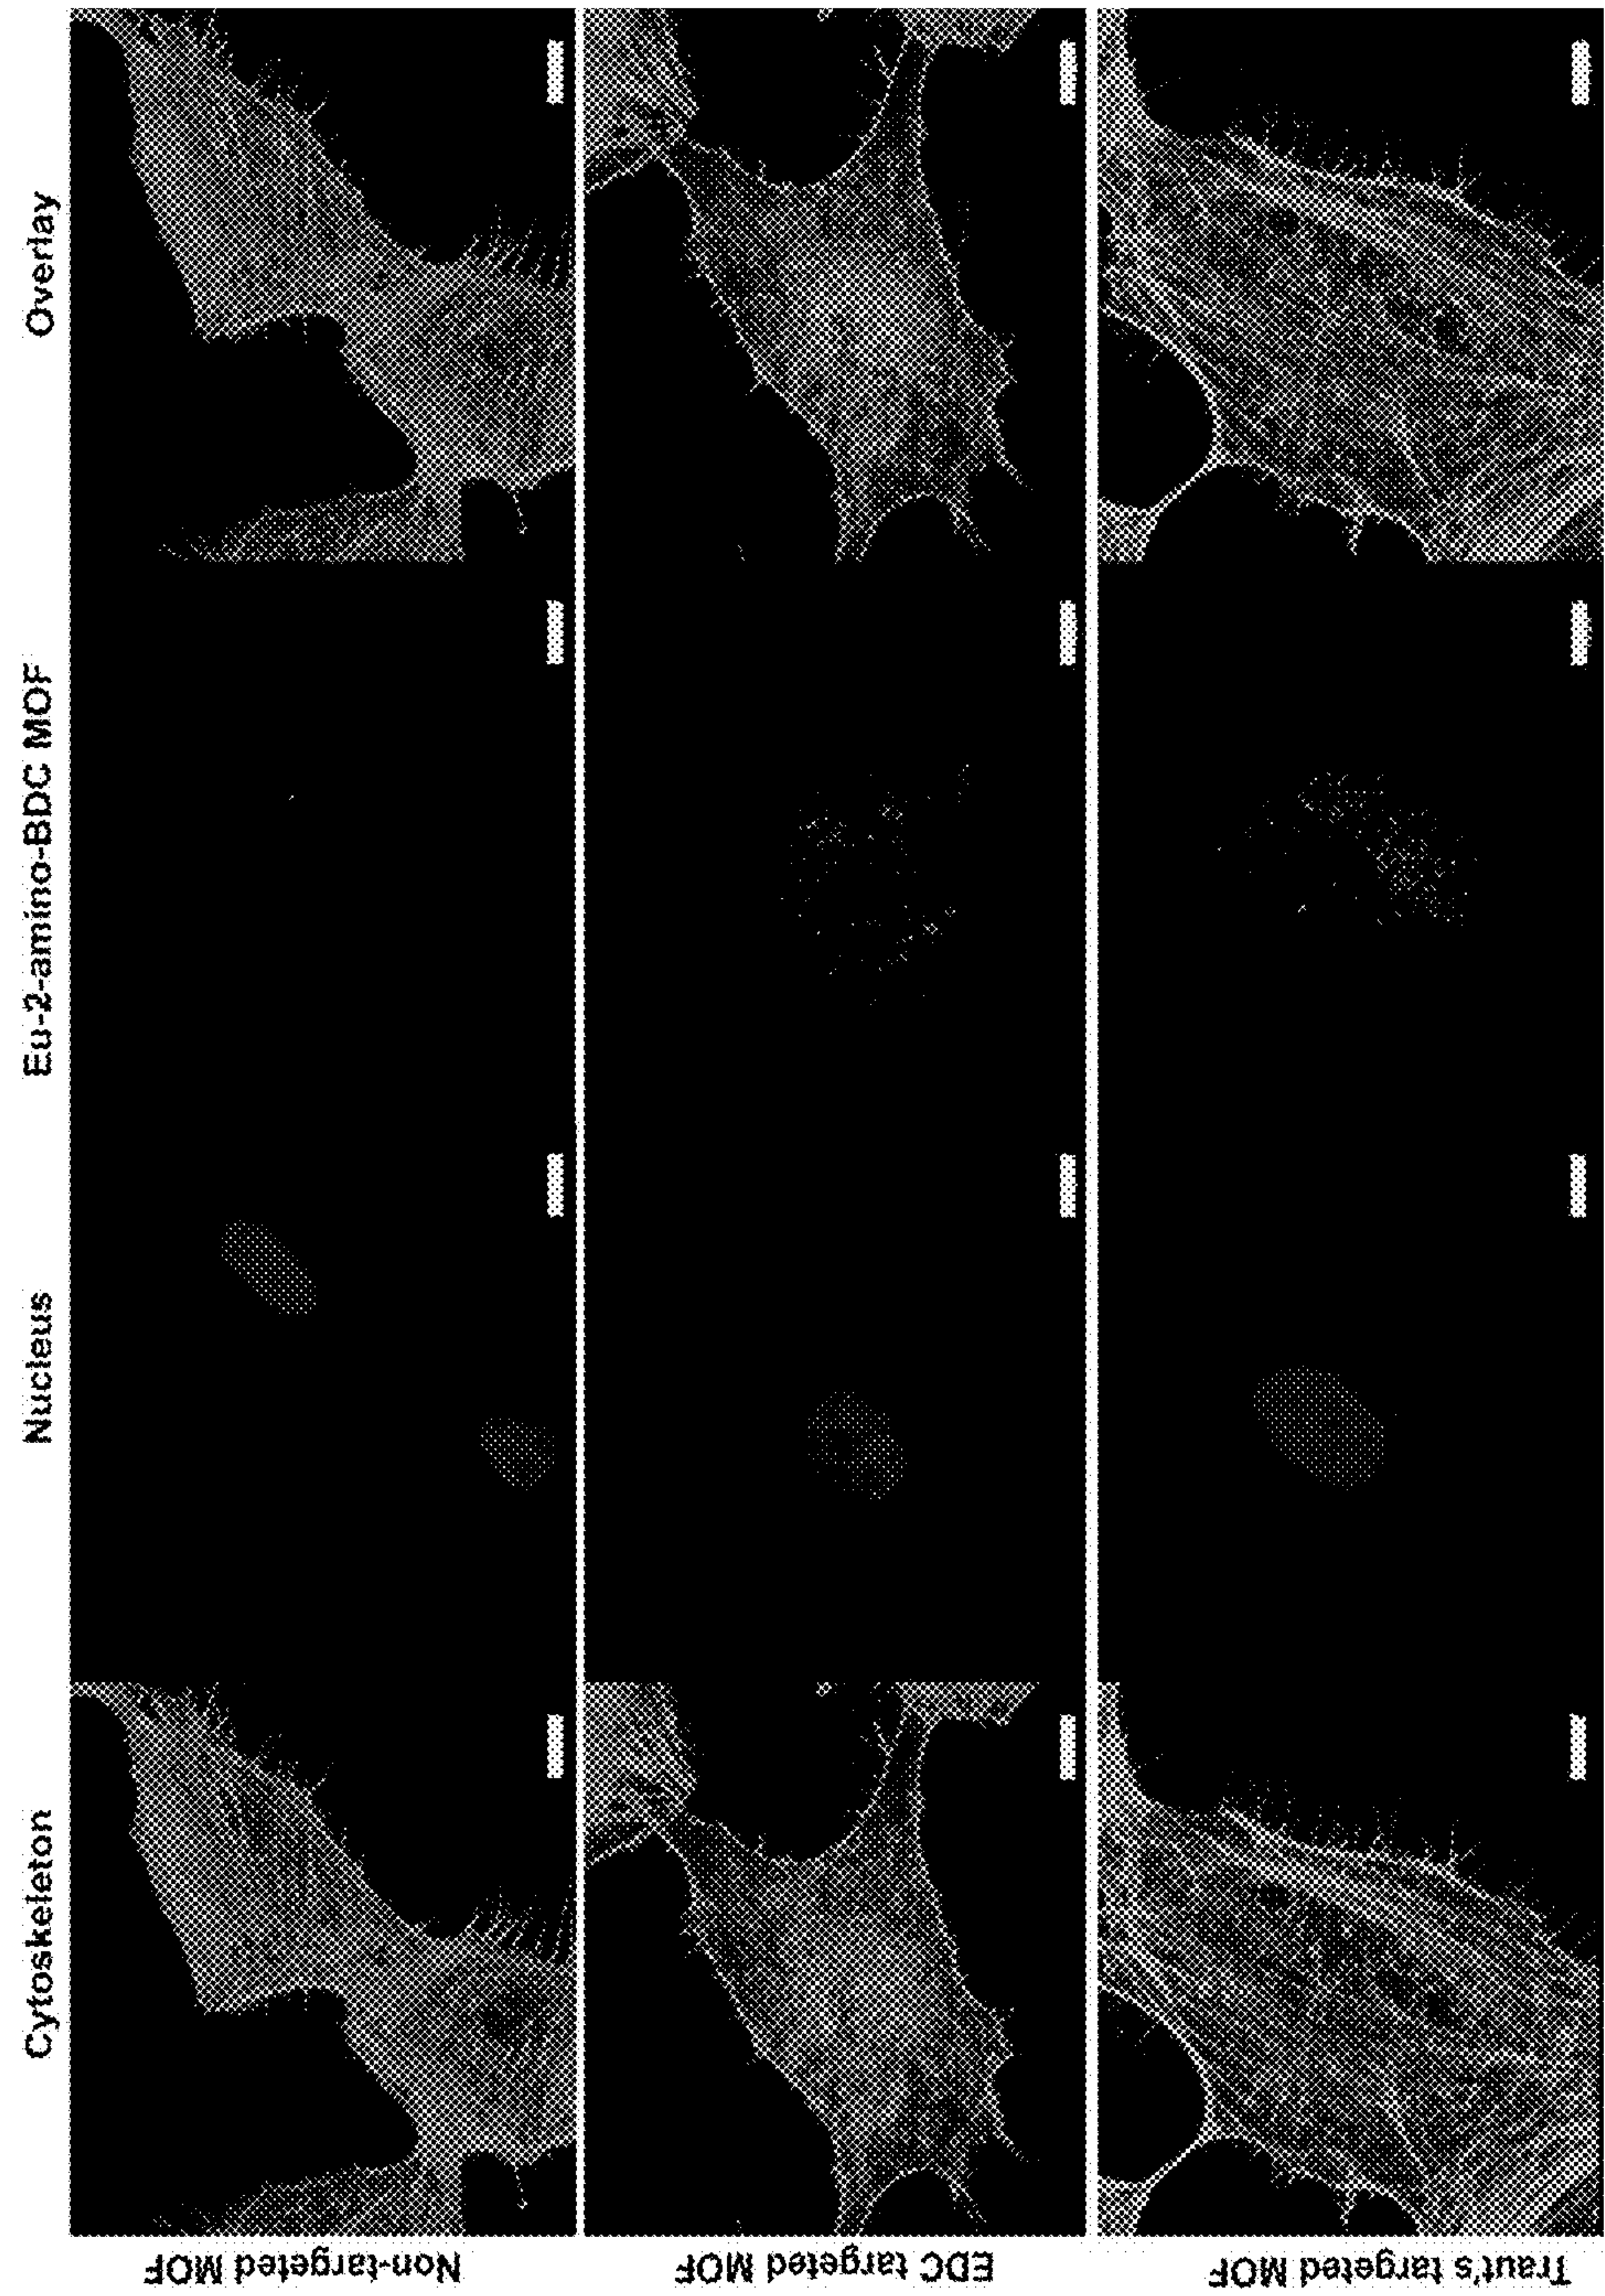 Cytoskeleton
Nucleus
Eu-2-amino-BDC MOF
Overlay
Non-targeted MOF
EDC targeted MOF
Traut's targeted MOF